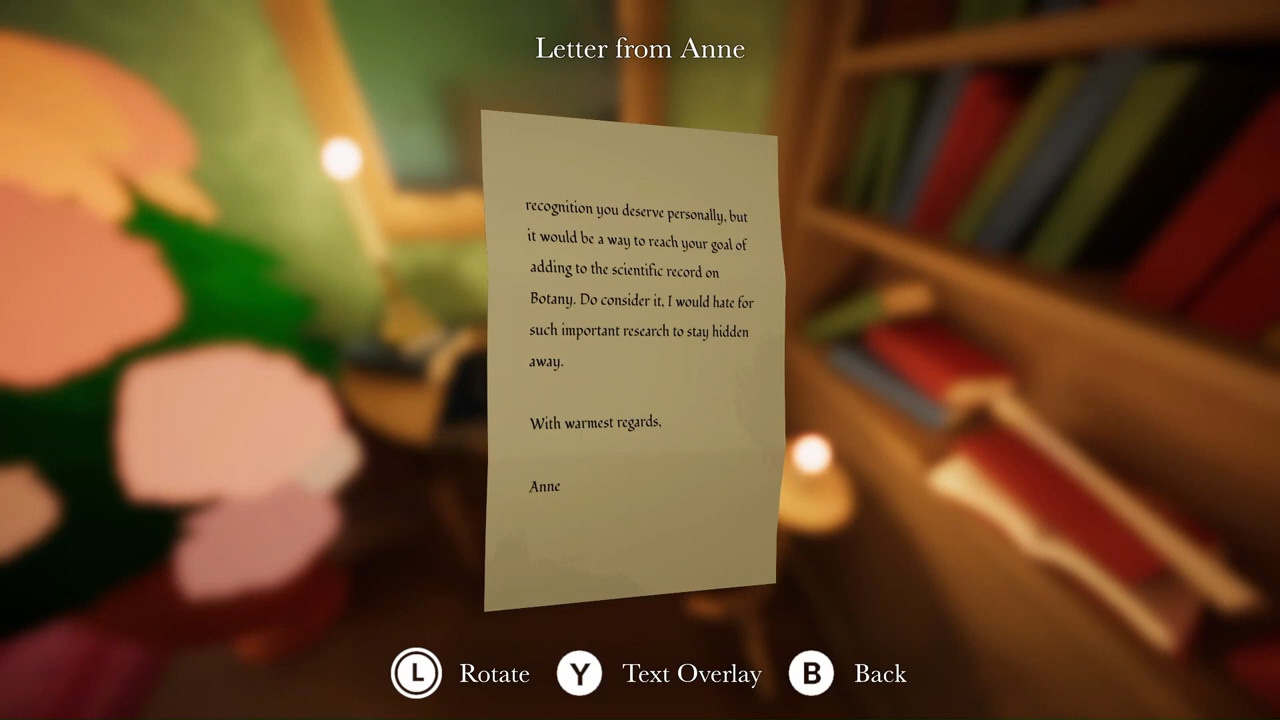 Letter from Anne
recognition you deserve personally, but
it would be a way to reach your goal of
adding to the scientific record on
Botany. Do consider it, I would hate for
such important research to stay hidden
away.
With warmest regards,
Anne
L Rotate Y Text Overlay B Back